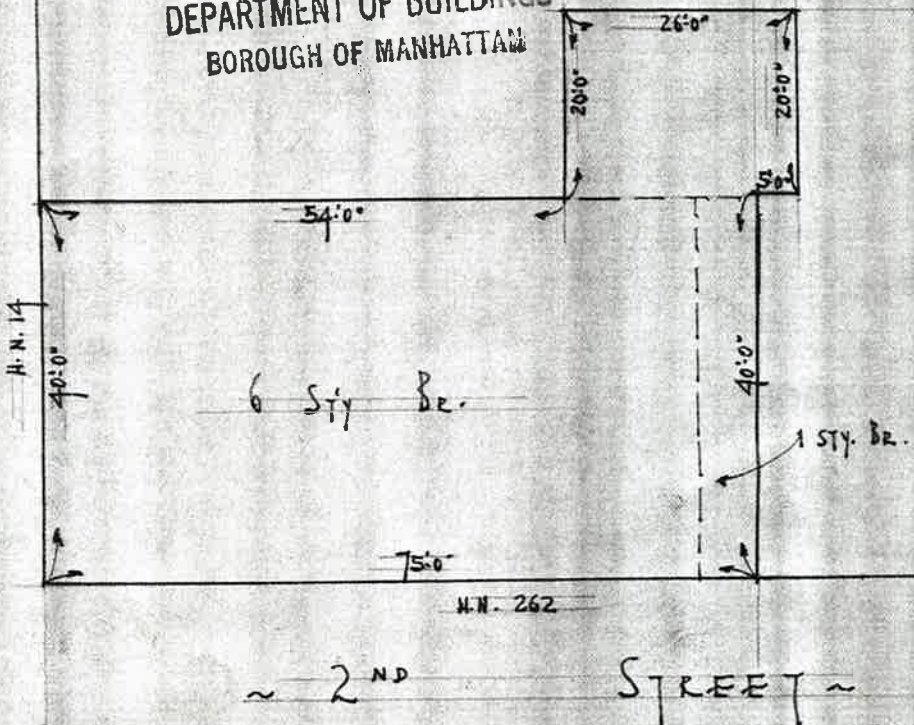 DEPARTMENT OF BUILDINGS
BOROUGH OF MANHATTAN
26'0"
20'0"
20'0"
5'0"
54'0"
H.N. 14
40'0"
6 STY BR.
40'0"
1 STY. BR.
75'0"
H.N. 262
~ 2ND STREET ~